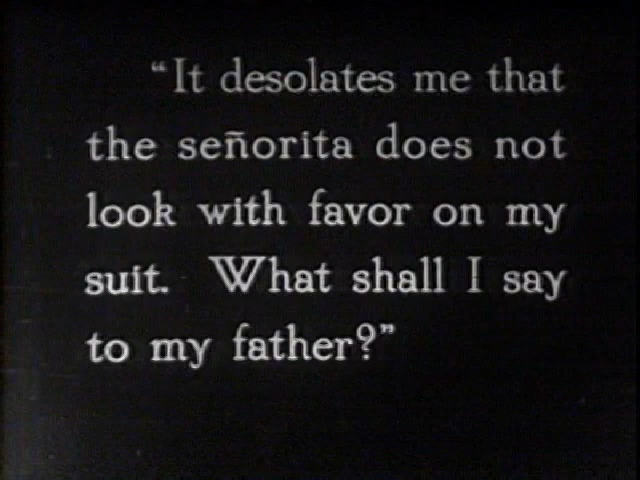 “It desolates me that
the señorita does not
look with favor on my
suit. What shall I say
to my father?”